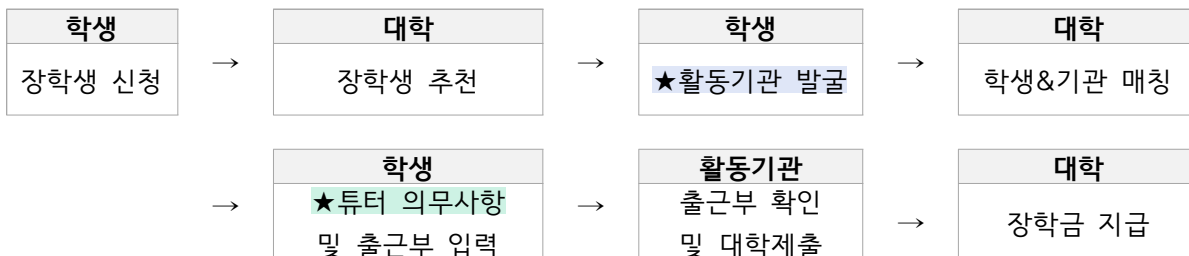 학생
장학생 신청
→
대학
장학생 추천
→
학생
★활동기관 발굴
→
대학
학생&기관 매칭
→
학생
★튜터 의무사항
및 출근부 입력
→
활동기관
출근부 확인
및 대학제출
→
대학
장학금 지급